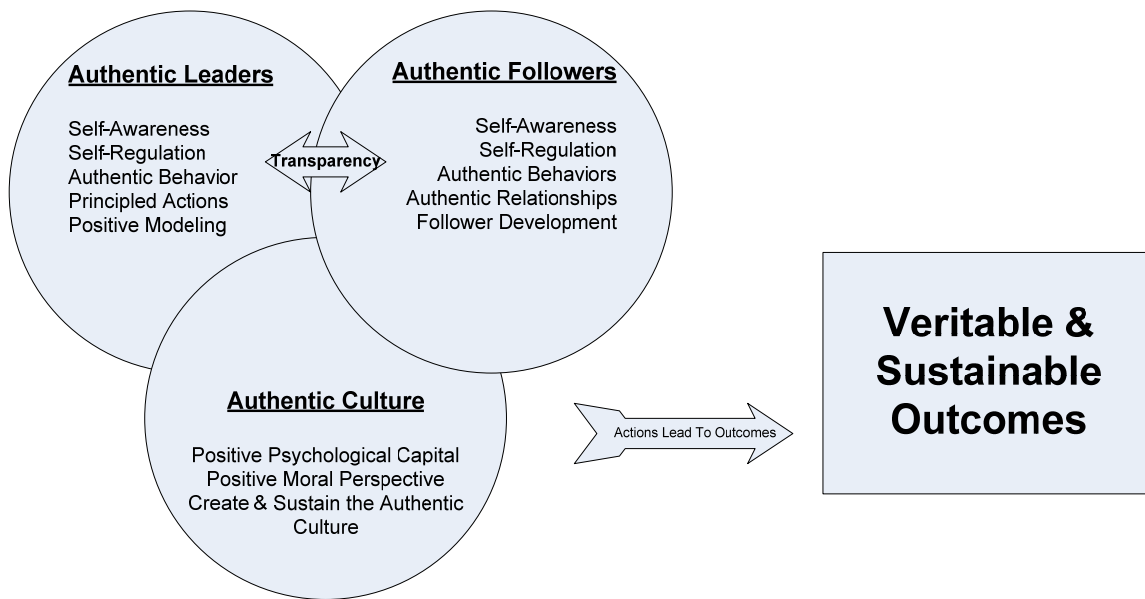 Authentic Leaders
Self-Awareness
Self-Regulation
Authentic Behavior
Principled Actions
Positive Modeling
Transparency
Authentic Followers
Self-Awareness
Self-Regulation
Authentic Behaviors
Authentic Relationships
Follower Development
Authentic Culture
Positive Psychological Capital
Positive Moral Perspective
Create & Sustain the Authentic
Culture
Actions Lead To Outcomes
Veritable &
Sustainable
Outcomes